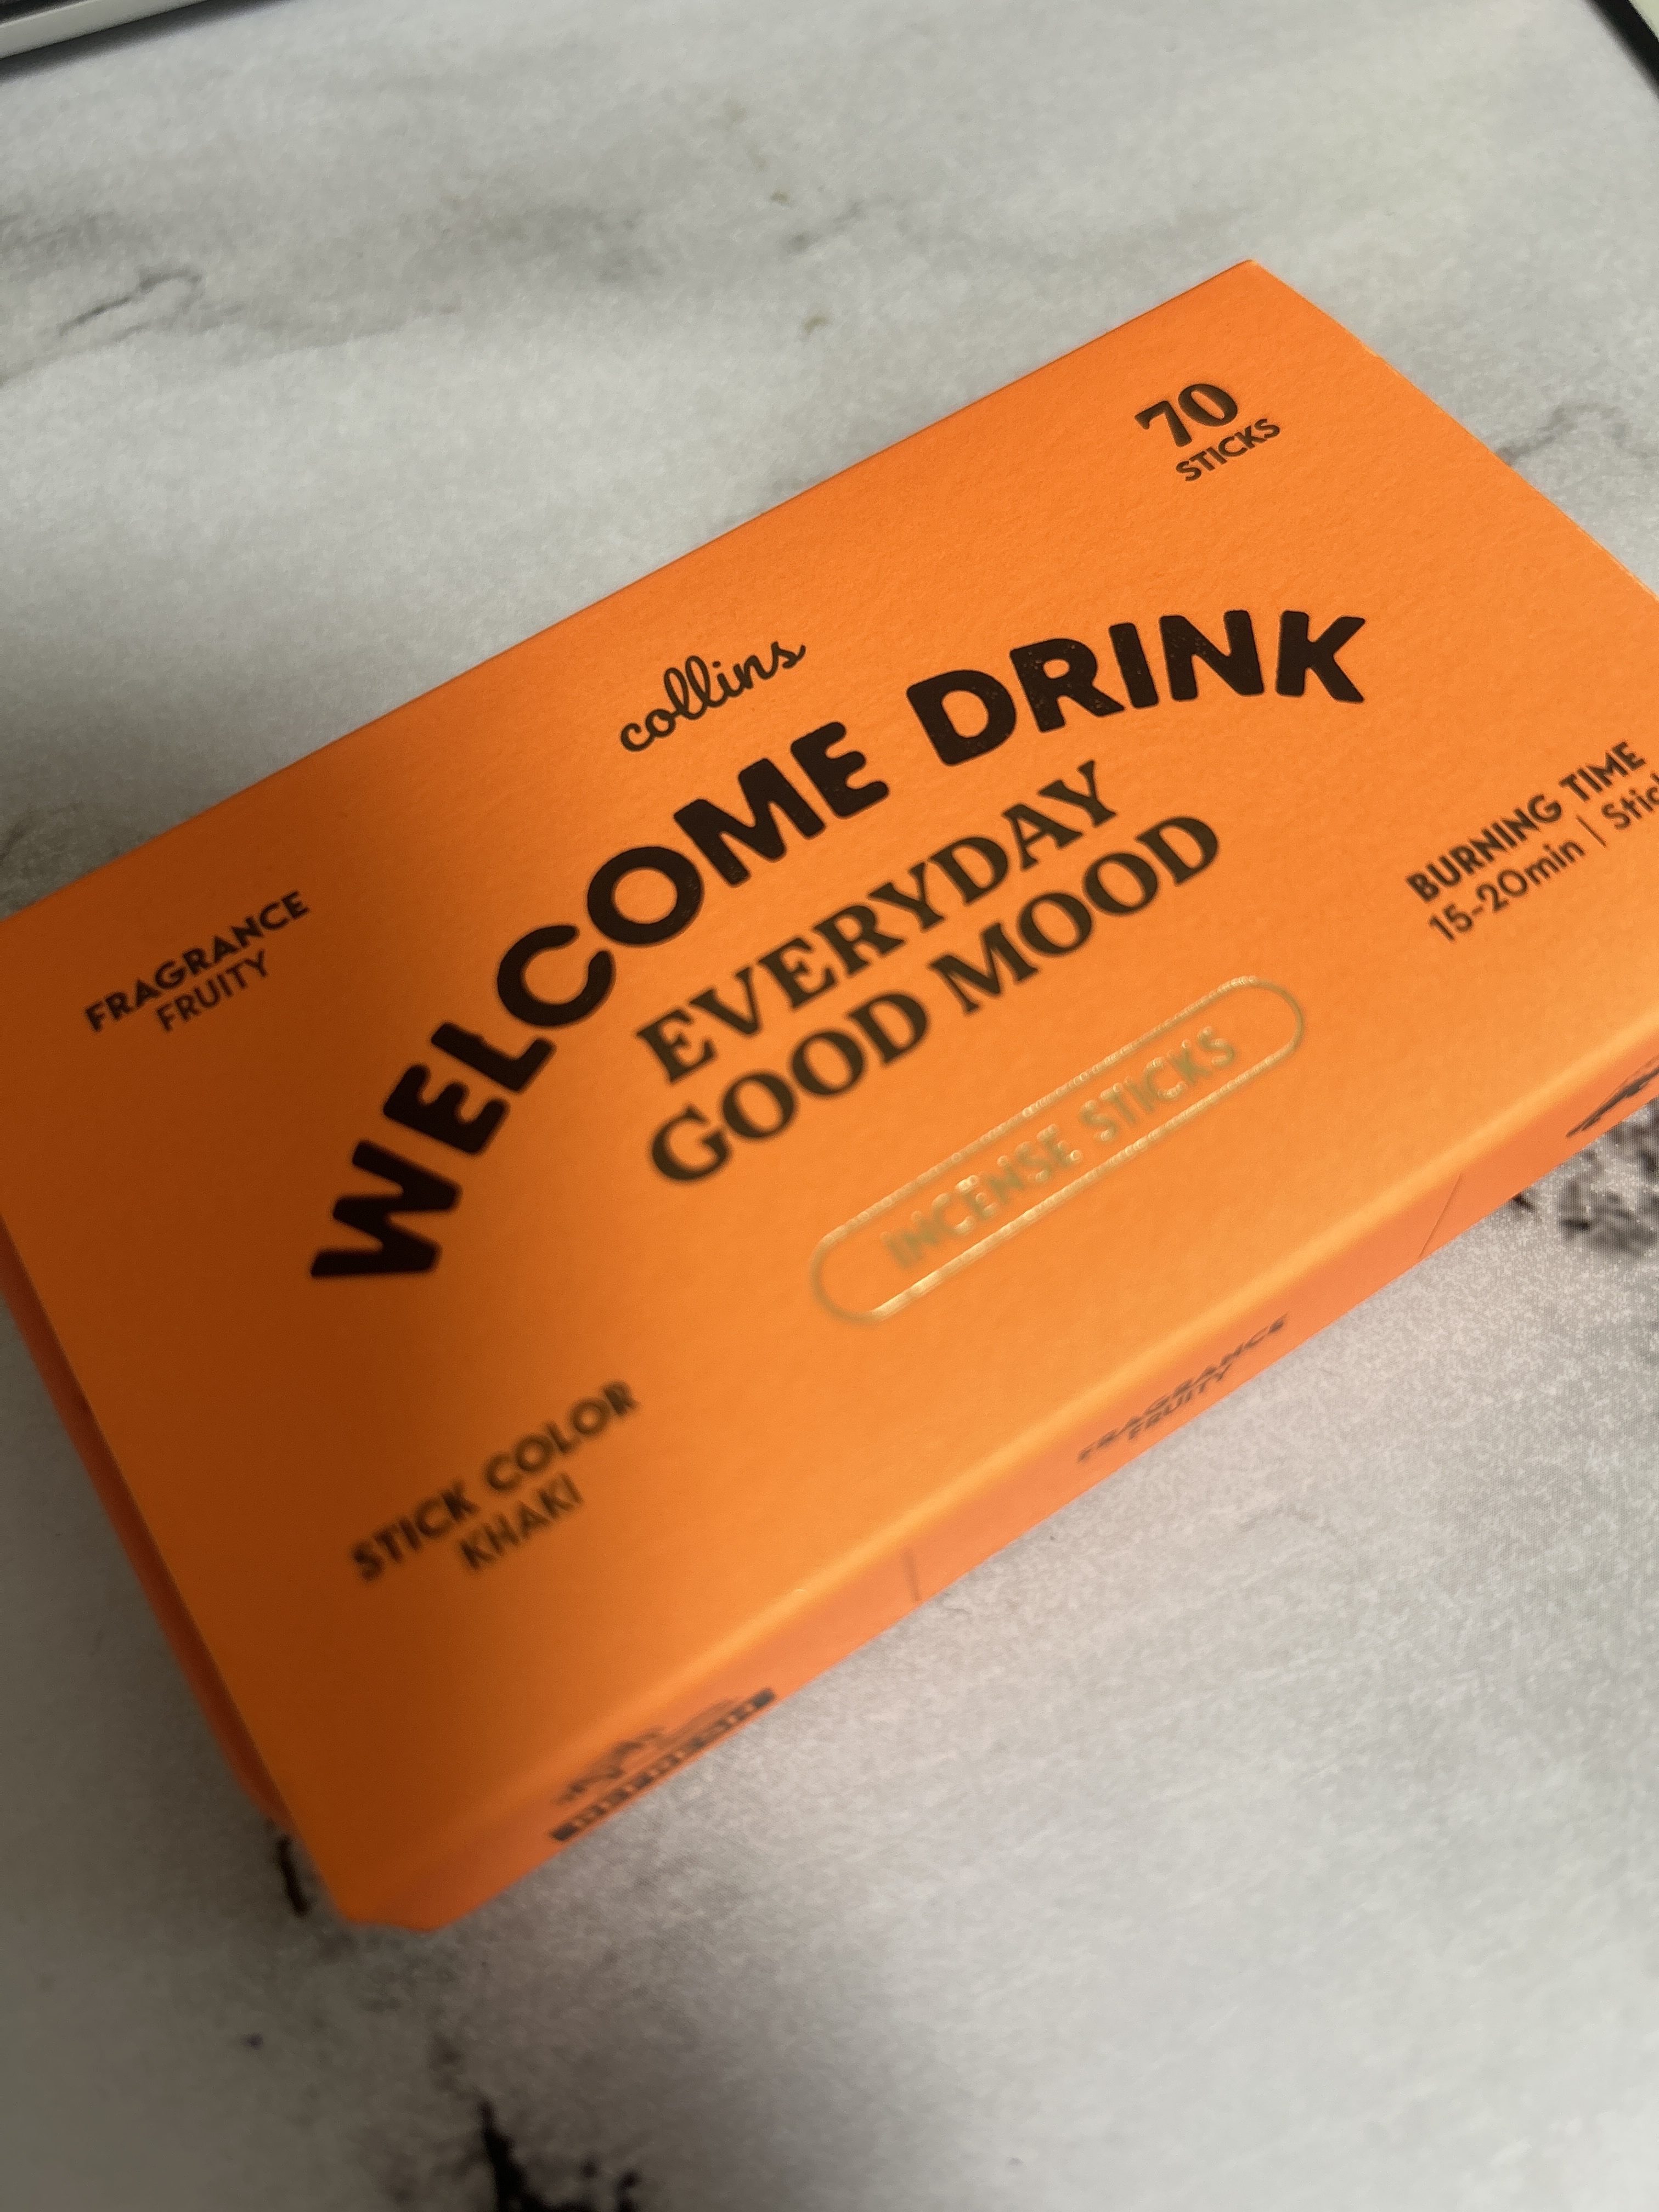 70
STICKS
collins
WELCOME DRINK
EVERYDAY
GOOD MOOD
FRAGRANCE
FRUITY
BURNING TIME
15-20min |
INCENSE STICKS
STICK COLOR
KHAKI
FRAGRANCE
FRUITY